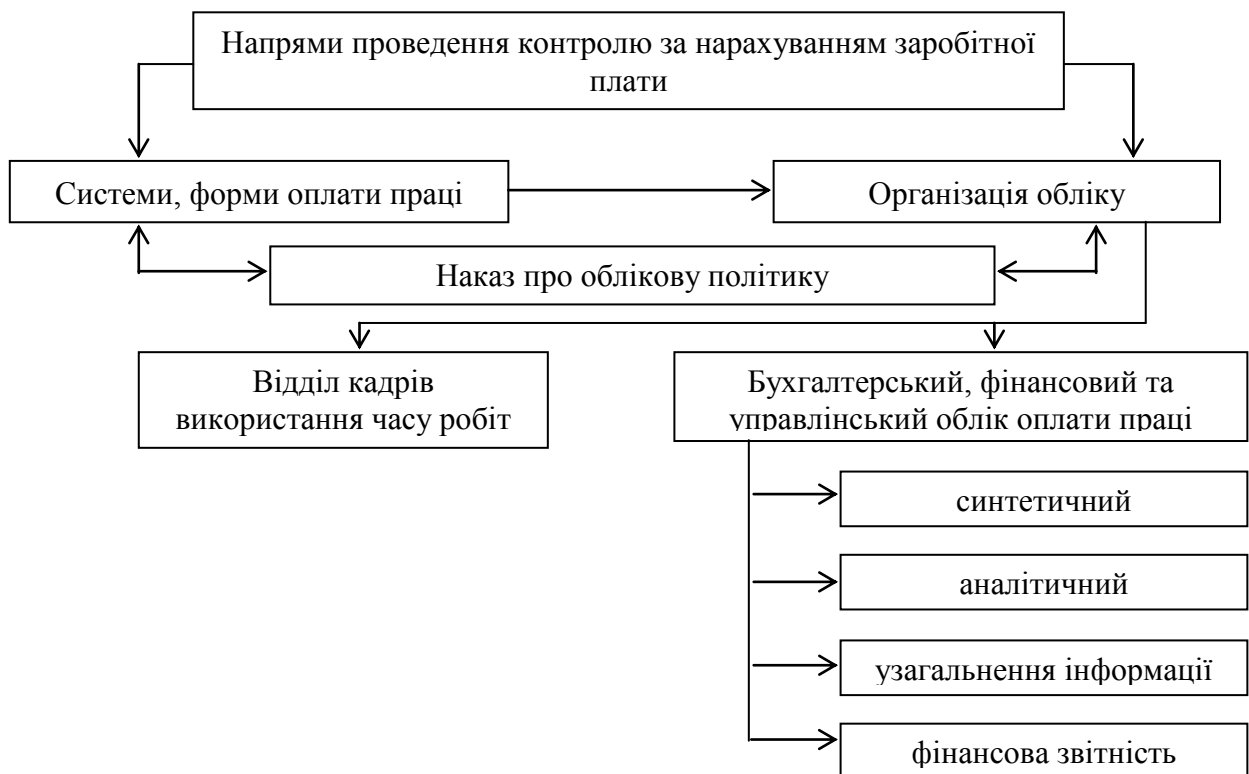 Напрями проведення контролю за нарахуванням заробітної
плати
Системи, форми оплати праці
Організація обліку
Наказ про облікову політику
Відділ кадрів
використання часу робіт
Бухгалтерський, фінансовий та
управлінський облік оплати праці
синтетичний
аналітичний
узагальнення інформації
фінансова звітність